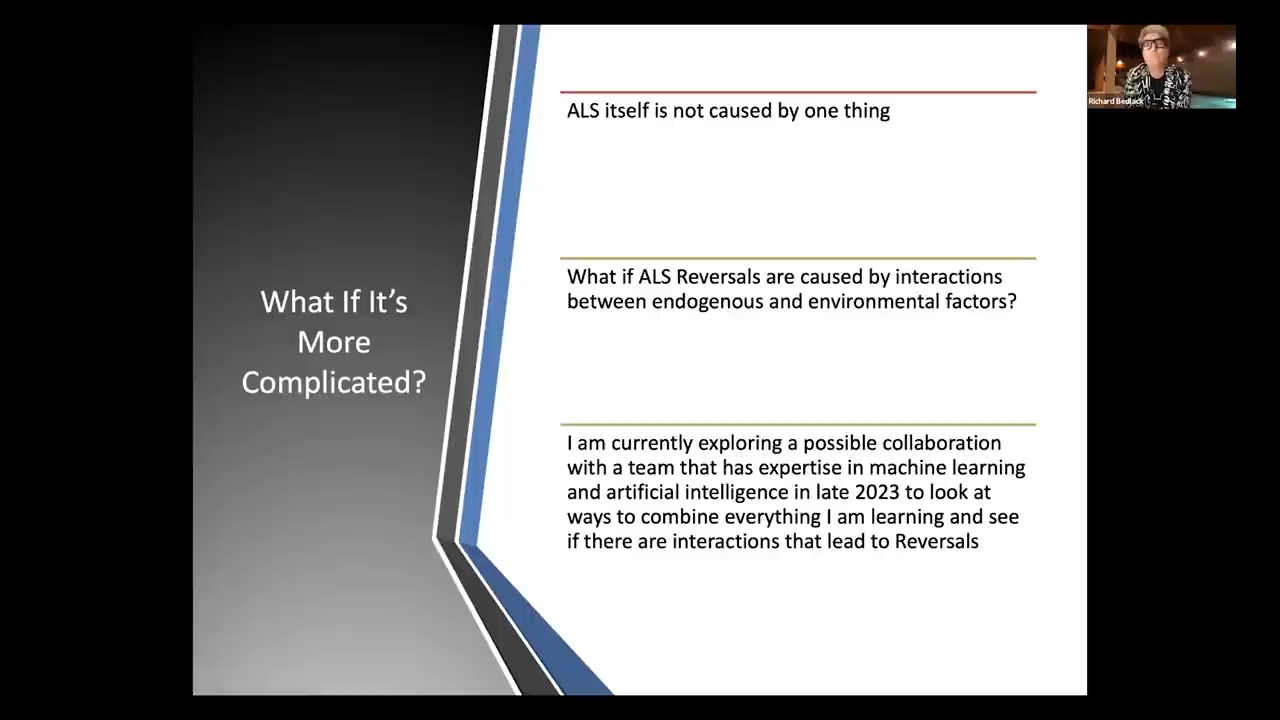 What If It's
More
Complicated?
ALS itself is not caused by one thing
What if ALS Reversals are caused by interactions
between endogenous and environmental factors?
I am currently exploring a possible collaboration
with a team that has expertise in machine learning
and artificial intelligence in late 2023 to look at
ways to combine everything I am learning and see
if there are interactions that lead to Reversals
Richard Bedlack